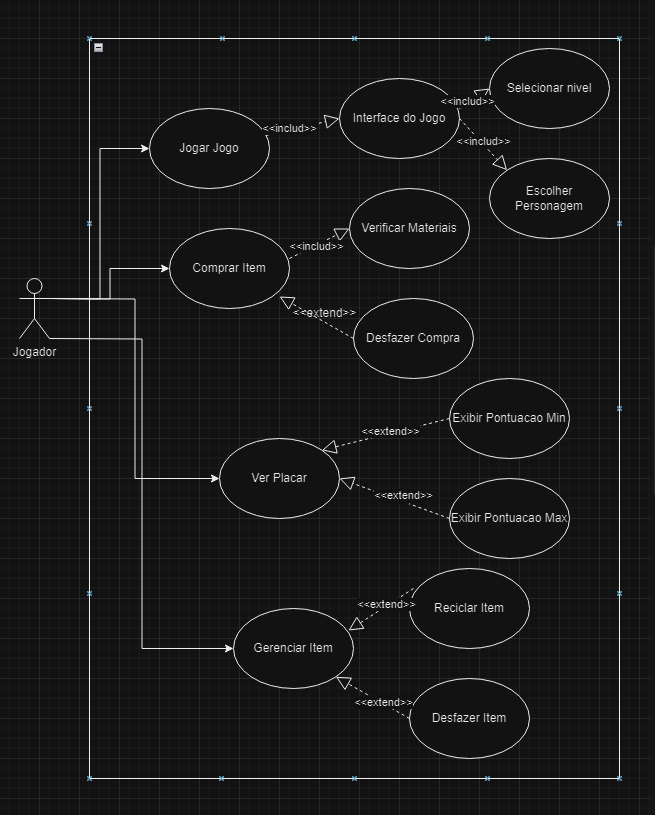 Selecionar nivel
<<includ>>
Interface do Jogo
<<includ>>
Jogar Jogo
<<includ>>
Escolher
Personagem
Verificar Materiais
<<includ>>
Comprar Item
<<extend>>
Desfazer Compra
Jogador
Exibir Pontuacao Min
<<extend>>
Ver Placar
<<extend>>
Exibir Pontuacao Max
<<extend>>
Reciclar Item
Gerenciar Item
<<extend>>
Desfazer Item